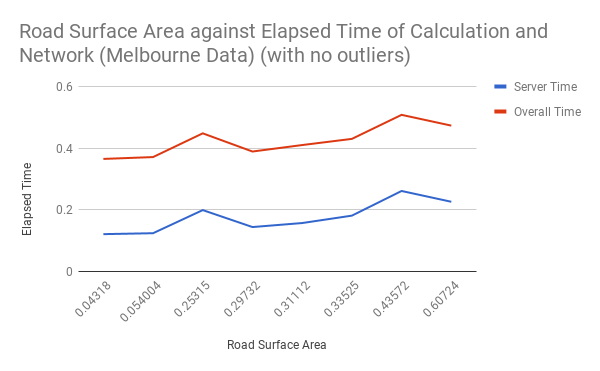 Road Surface Area against Elapsed Time of Calculation and
Network (Melbourne Data) (with no outliers)
Server Time
Overall Time
Elapsed Time
0.6
0.4
0.2
0
0.04318
0.054004
0.25315
0.29732
0.31112
0.33525
0.43572
0.60724
Road Surface Area